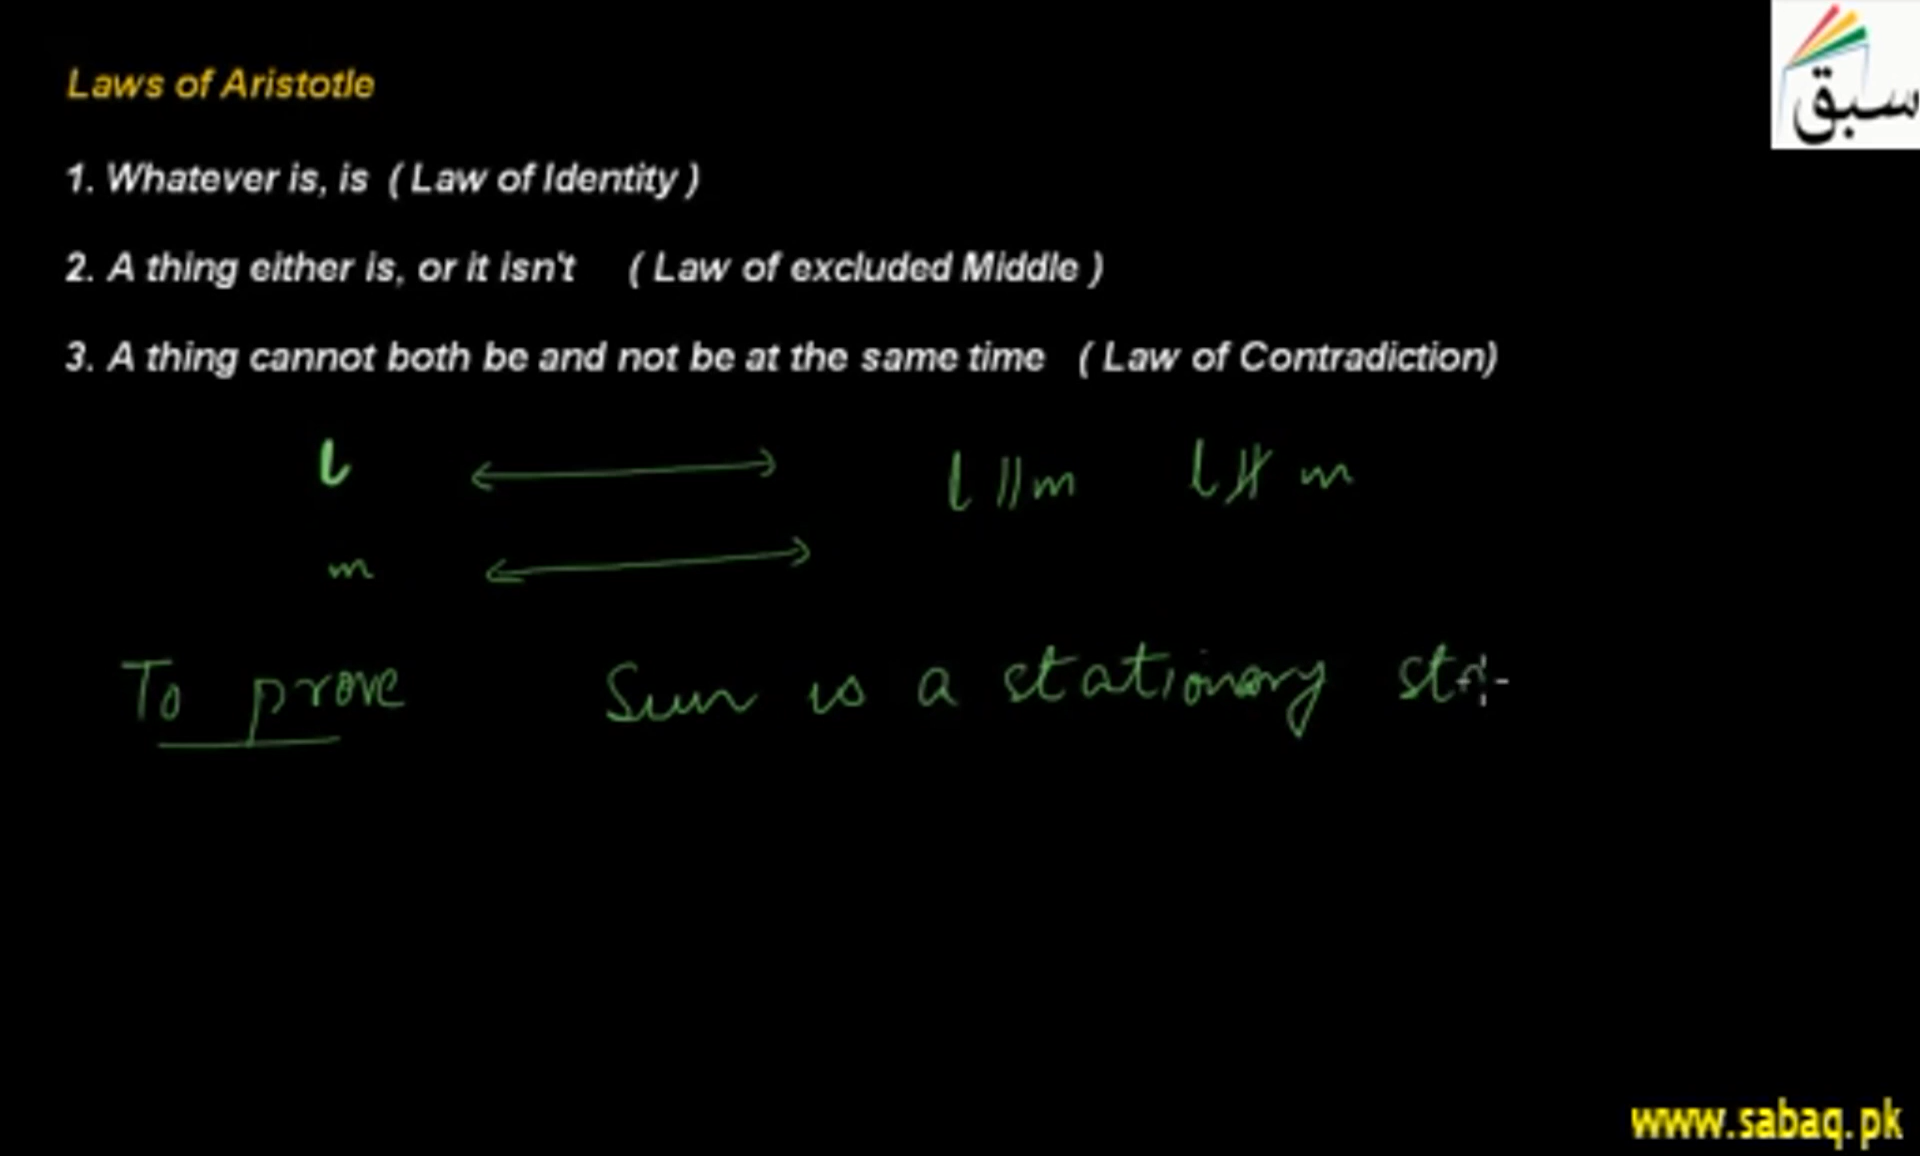 سبق
Laws of Aristotle
1. Whatever is, is ( Law of Identity )
2. A thing either is, or it isn't ( Law of excluded Middle )
3. A thing cannot both be and not be at the same time ( Law of Contradiction)
l l || m l ∦ m
m
To prove Sun is a stationary
www.sabaq.pk